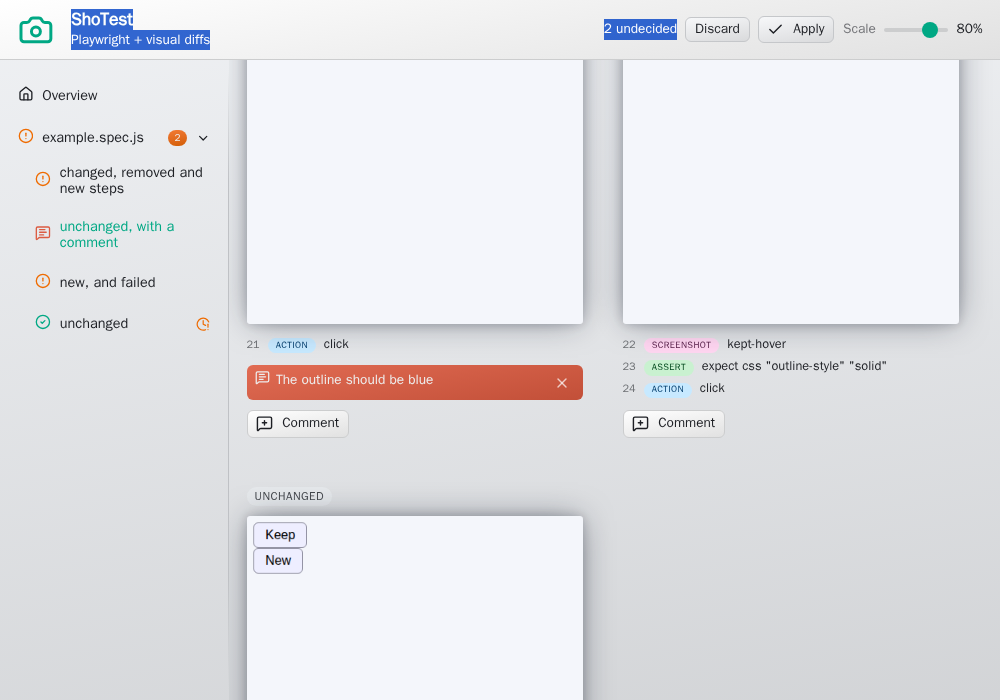 ShoTest
Playwright + visual diffs
2 undecided
Discard
Apply
Scale
80%
Overview
example.spec.js
2
changed, removed and
new steps
unchanged, with a
comment
new, and failed
unchanged
21 ACTION click
The outline should be blue
Comment
22 SCREENSHOT kept-hover
23 ASSERT expect css "outline-style" "solid"
24 ACTION click
Comment
UNCHANGED
Keep
New